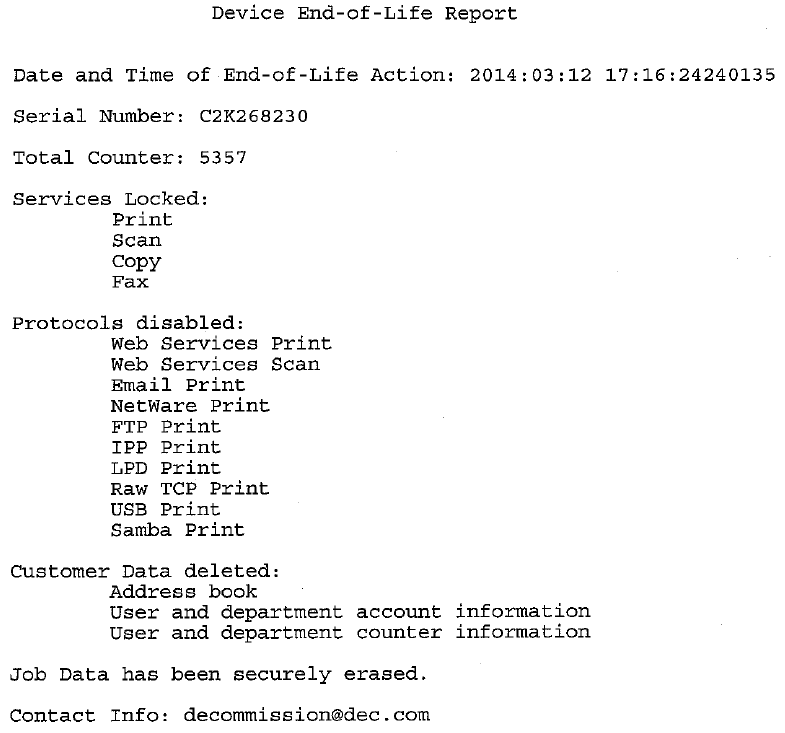 Device End-of-Life Report
Date and Time of End-of-Life Action: 2014:03:12 17:16:24240135
Serial Number: C2K268230
Total Counter: 5357
Services Locked:
Print
Scan
Copy
Fax
Protocols disabled:
Web Services Print
Web Services Scan
Email Print
NetWare Print
FTP Print
IPP Print
LPD Print
Raw TCP Print
USB Print
Samba Print
Customer Data deleted:
Address book
User and department account information
User and department counter information
Job Data has been securely erased.
Contact Info: decommission@dec.com